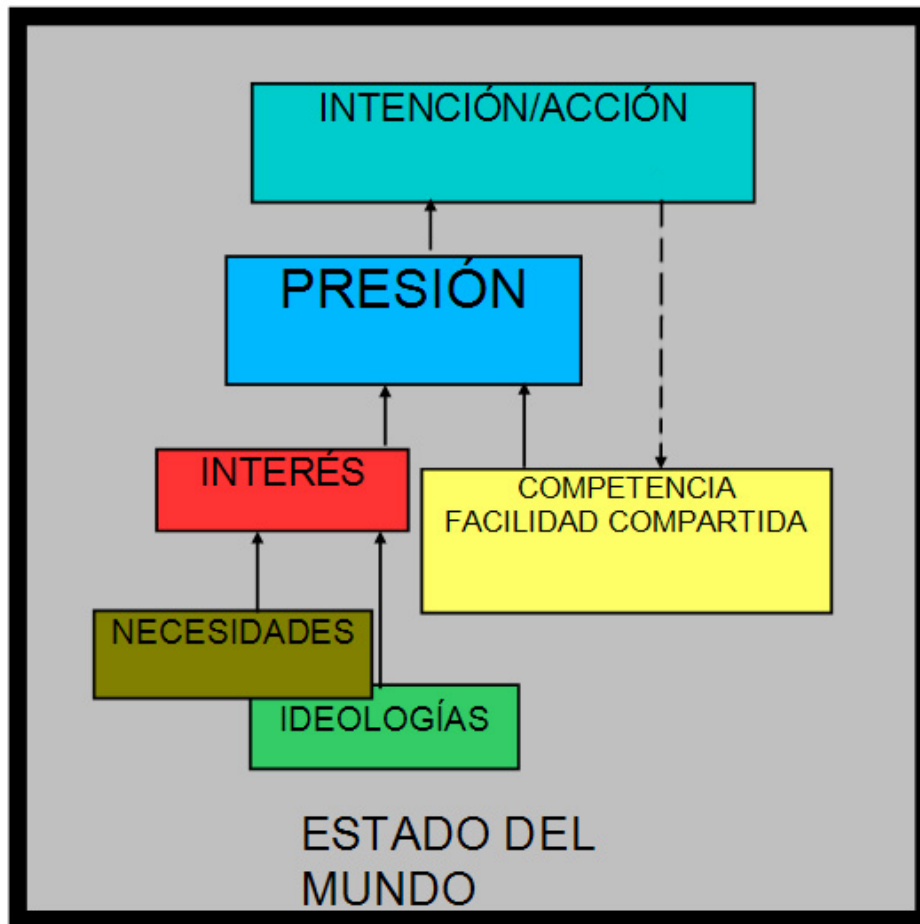 INTENCIÓN/ACCIÓN
PRESIÓN
INTERÉS
COMPETENCIA
FACILIDAD COMPARTIDA
NECESIDADES
IDEOLOGÍAS
ESTADO DEL
MUNDO